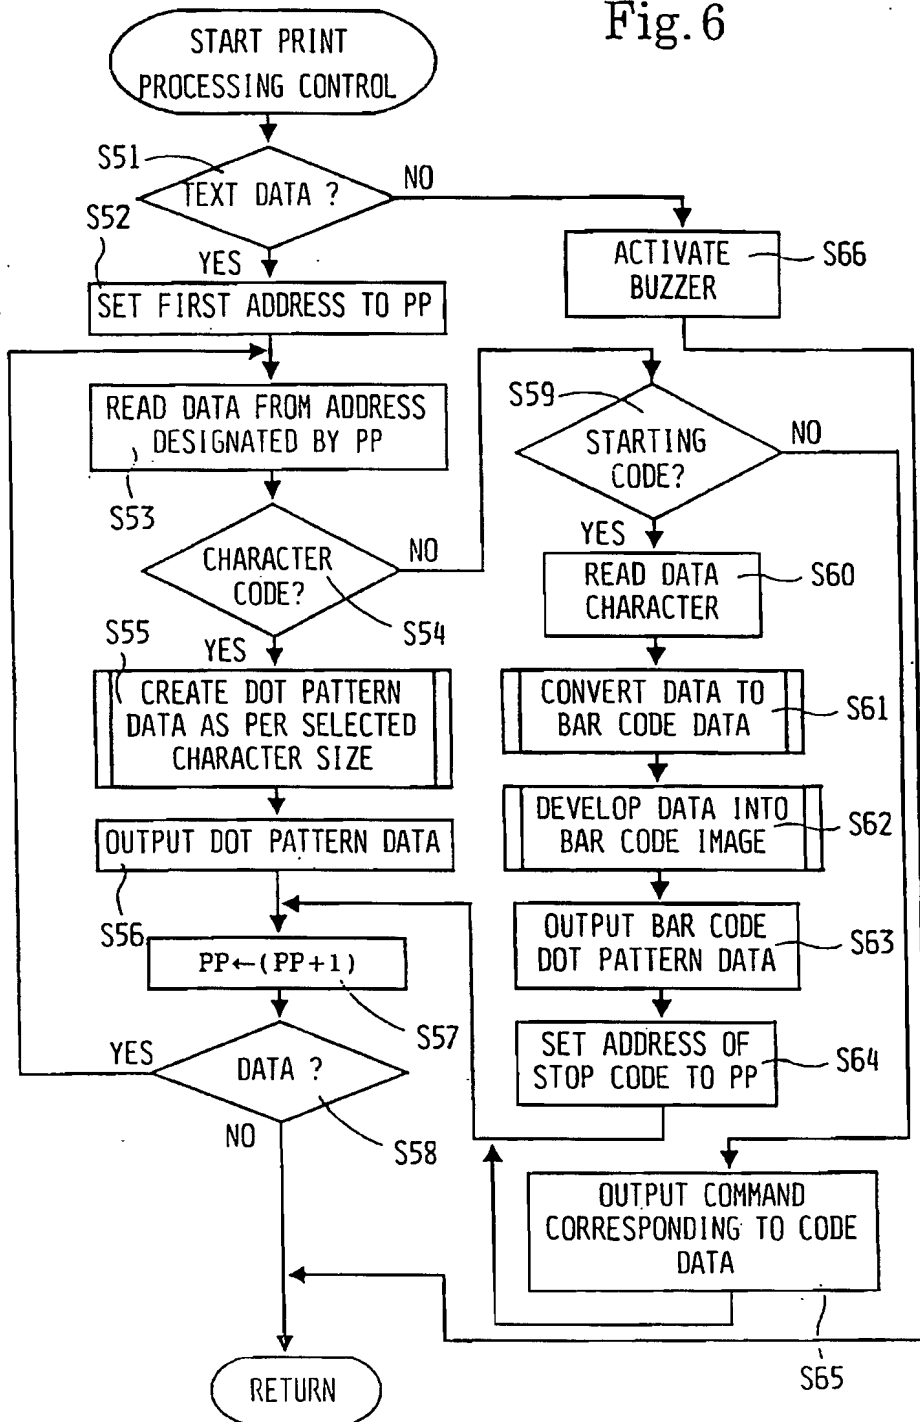 Fig. 6
START PRINT
PROCESSING CONTROL
S51
TEXT DATA ?
NO
YES
S52
SET FIRST ADDRESS TO PP
ACTIVATE
BUZZER
S66
READ DATA FROM ADDRESS
DESIGNATED BY PP
S53
CHARACTER
CODE?
NO
S54
YES
S55
CREATE DOT PATTERN
DATA AS PER SELECTED
CHARACTER SIZE
OUTPUT DOT PATTERN DATA
S56
PP←(PP+1)
S57
YES
DATA ?
NO
S58
S59
STARTING
CODE?
NO
YES
READ DATA
CHARACTER
S60
CONVERT DATA TO
BAR CODE DATA
S61
DEVELOP DATA INTO
BAR CODE IMAGE
S62
OUTPUT BAR CODE
DOT PATTERN DATA
S63
SET ADDRESS OF
STOP CODE TO PP
S64
OUTPUT COMMAND
CORRESPONDING TO CODE
DATA
S65
RETURN